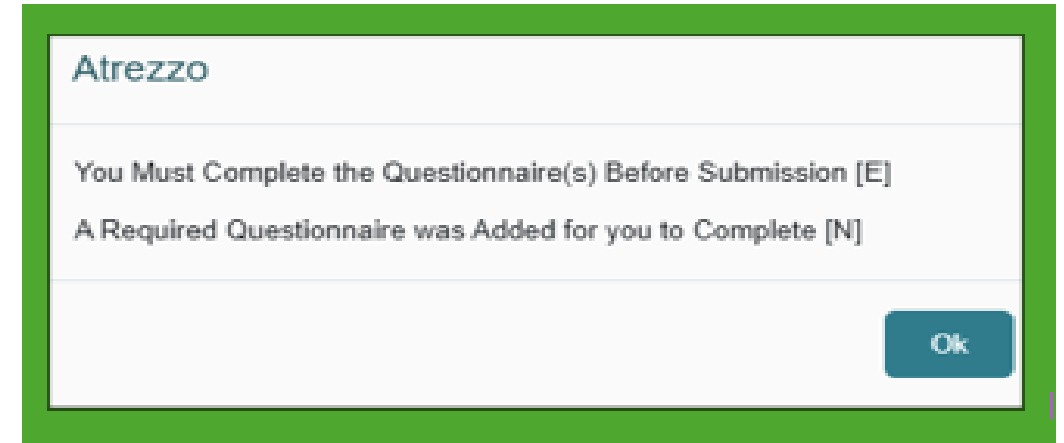 Atrezzo
You Must Complete the Questionnaire(s) Before Submission [E]
A Required Questionnaire was Added for you to Complete [N]
Ok